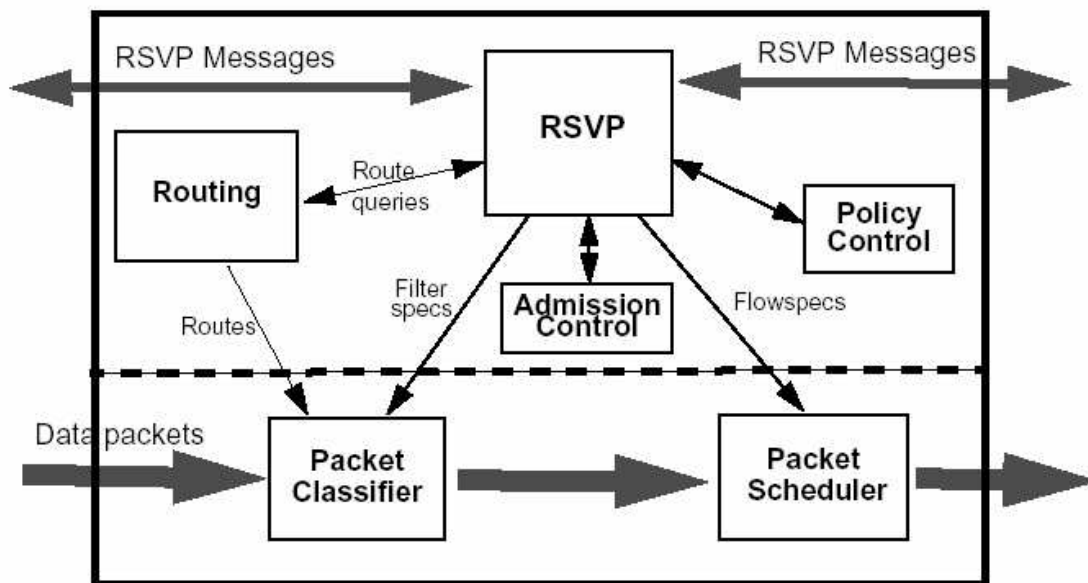 RSVP Messages
RSVP Messages
RSVP
Routing
Route
queries
Policy
Control
Filter
specs
Admission
Control
Flowspecs
Routes
Data packets
Packet
Classifier
Packet
Scheduler